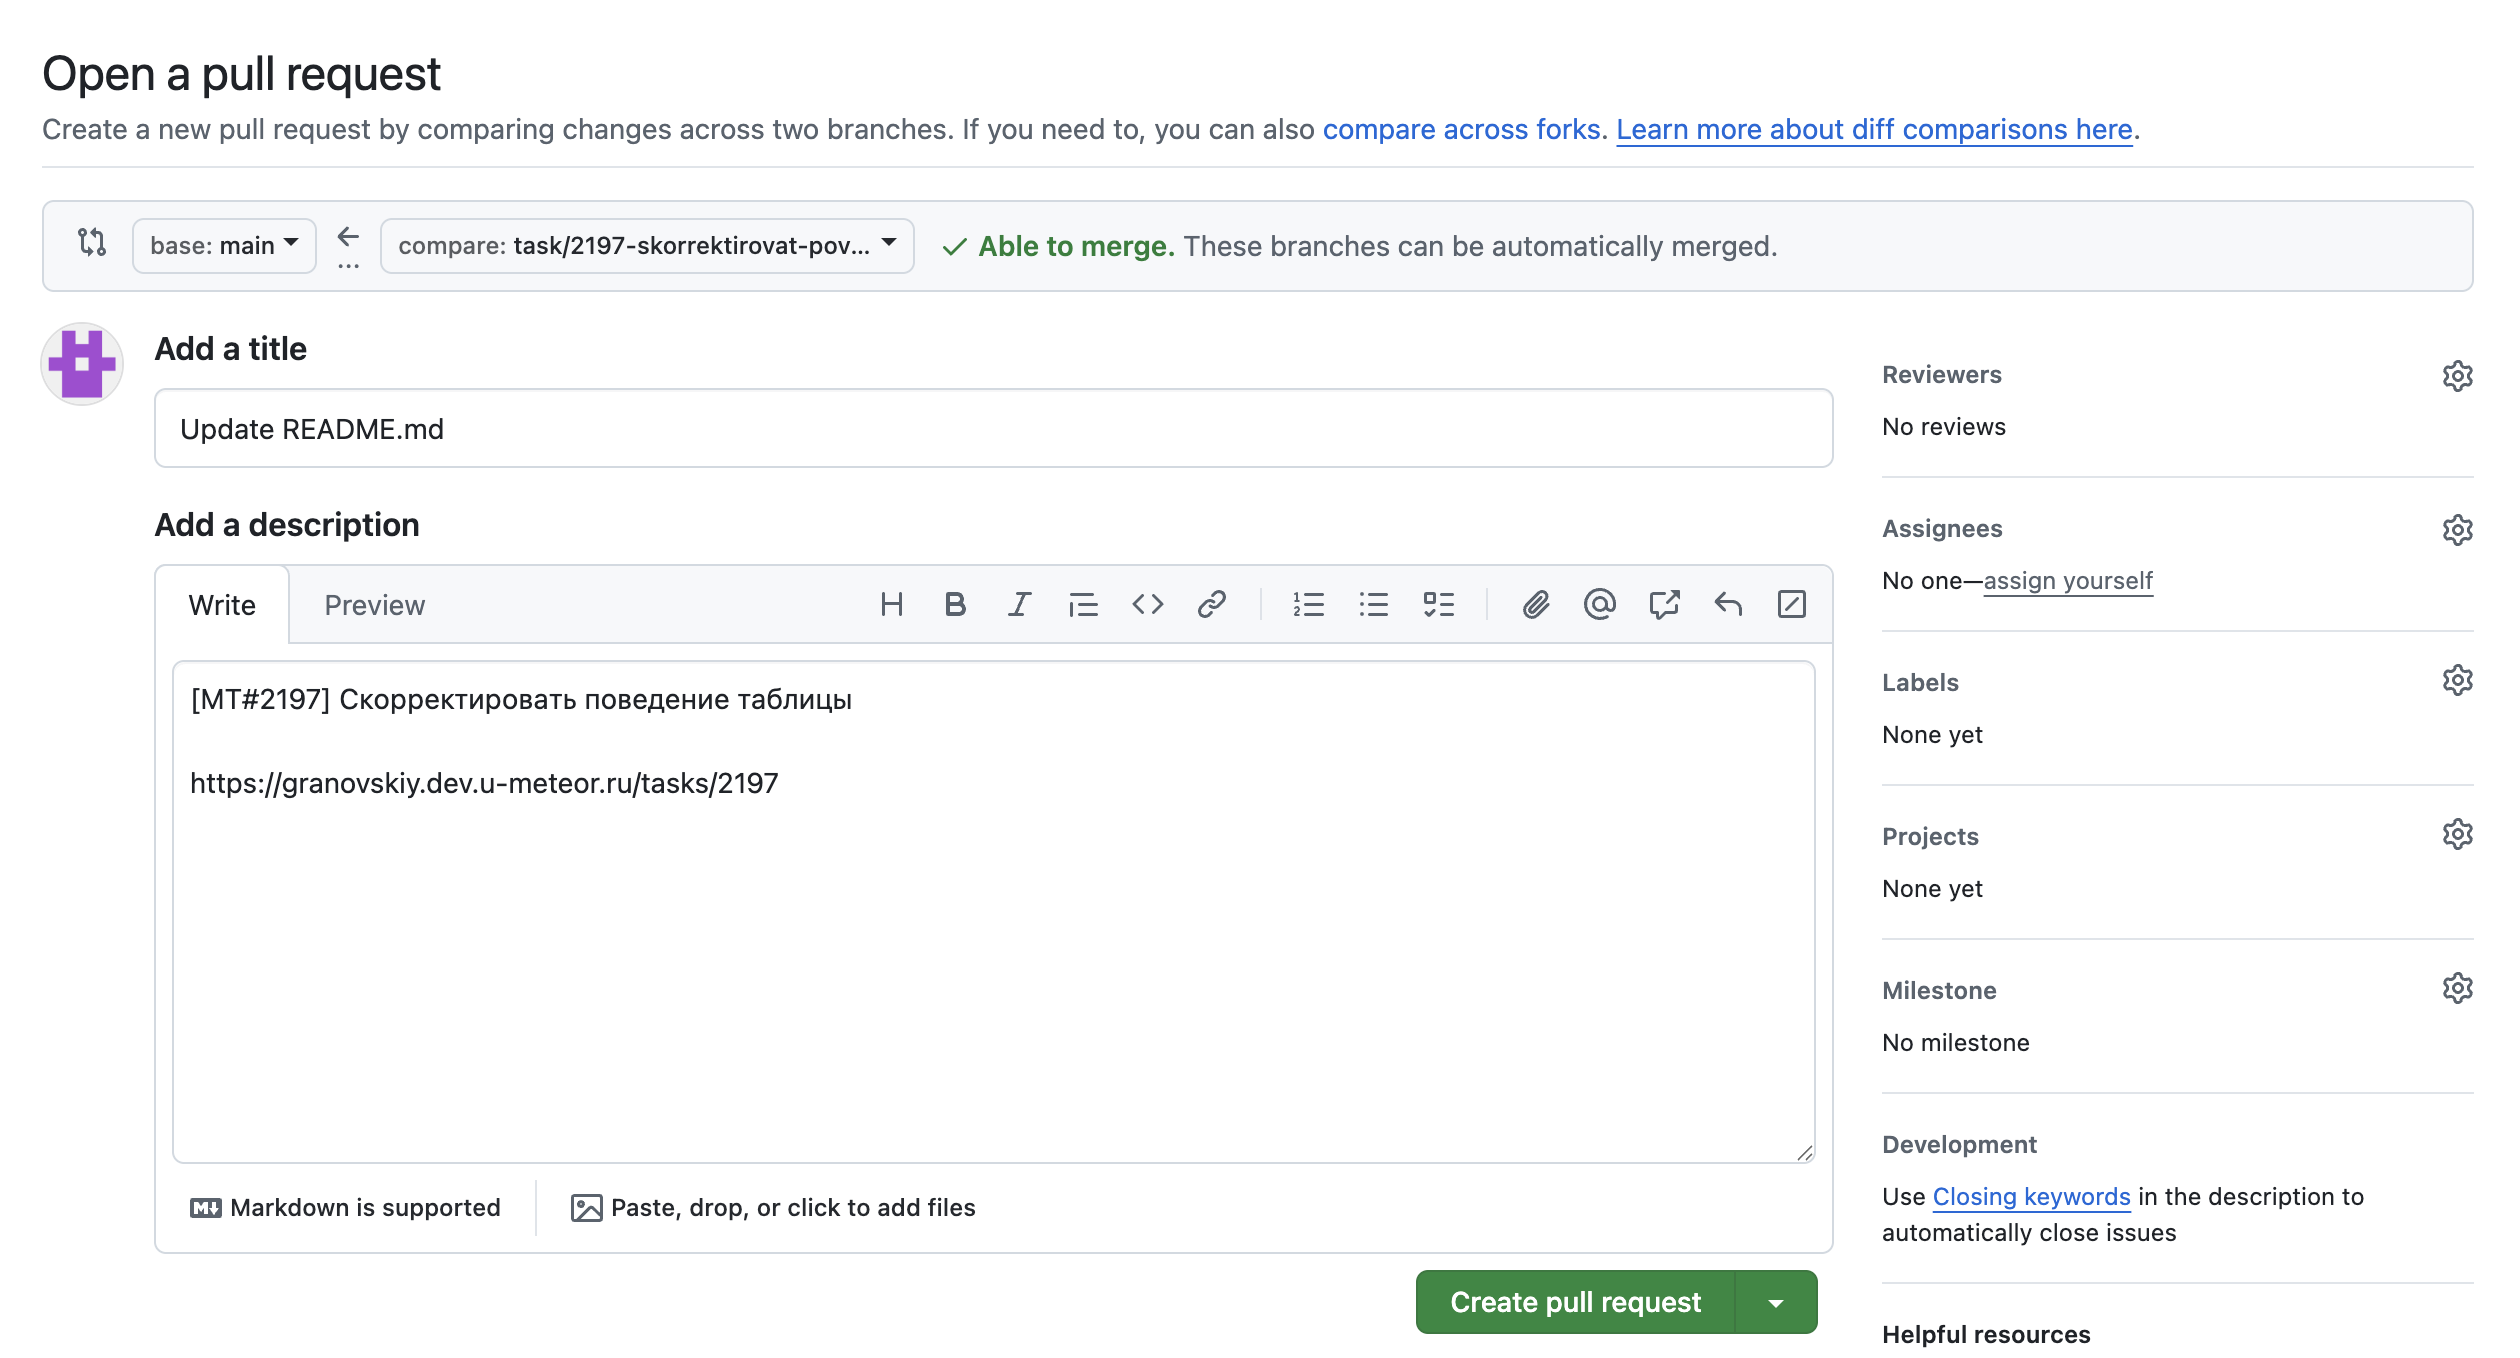 Open a pull request
Create a new pull request by comparing changes across two branches. If you need to, you can also compare across forks. Learn more about diff comparisons here.
base: main
...
compare: task/2197-skorrektirovat-pov...
Able to merge. These branches can be automatically merged.
Add a title
Update README.md
Add a description
Write
Preview
[MT#2197] Скорректировать поведение таблицы
https://granovskiy.dev.u-meteor.ru/tasks/2197
Markdown is supported
Paste, drop, or click to add files
Create pull request
Reviewers
No reviews
Assignees
No one—assign yourself
Labels
None yet
Projects
None yet
Milestone
No milestone
Development
Use Closing keywords in the description to
automatically close issues
Helpful resources